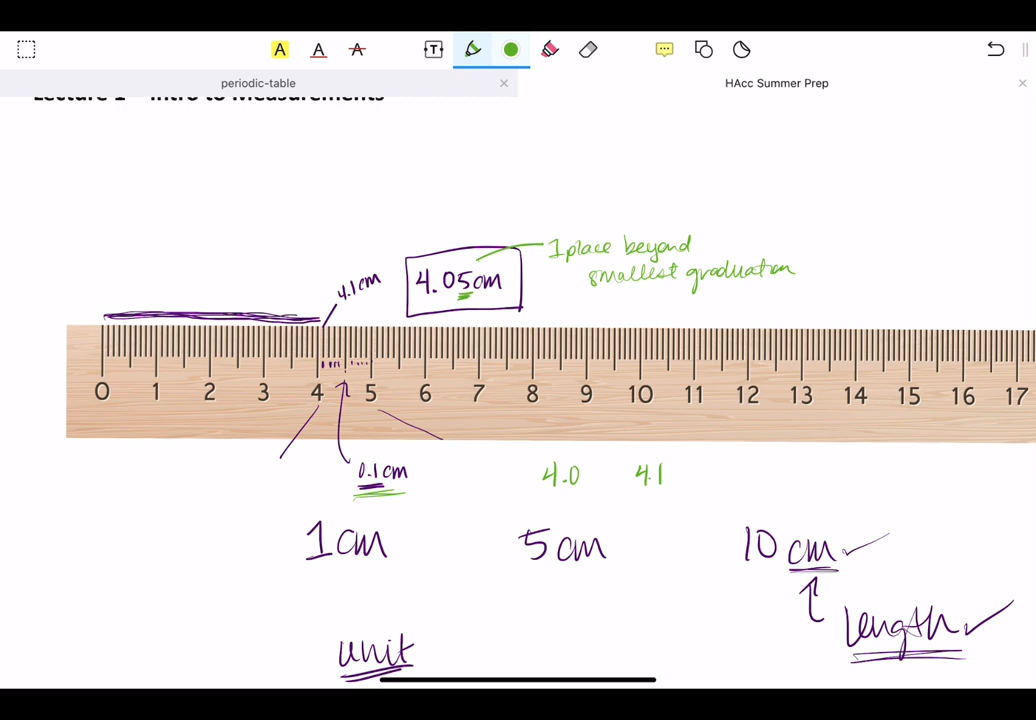 A A A T
periodic-table × HAcc Summer Prep ×
Lecture 1 – Intro to Measurements
4.1cm 4.05cm 1 place beyond
smallest graduation
0 1 2 3 4 5 6 7 8 9 10 11 12 13 14 15 16 17
0.1cm 4.0 4.1
1cm 5cm 10 cm
length
unit